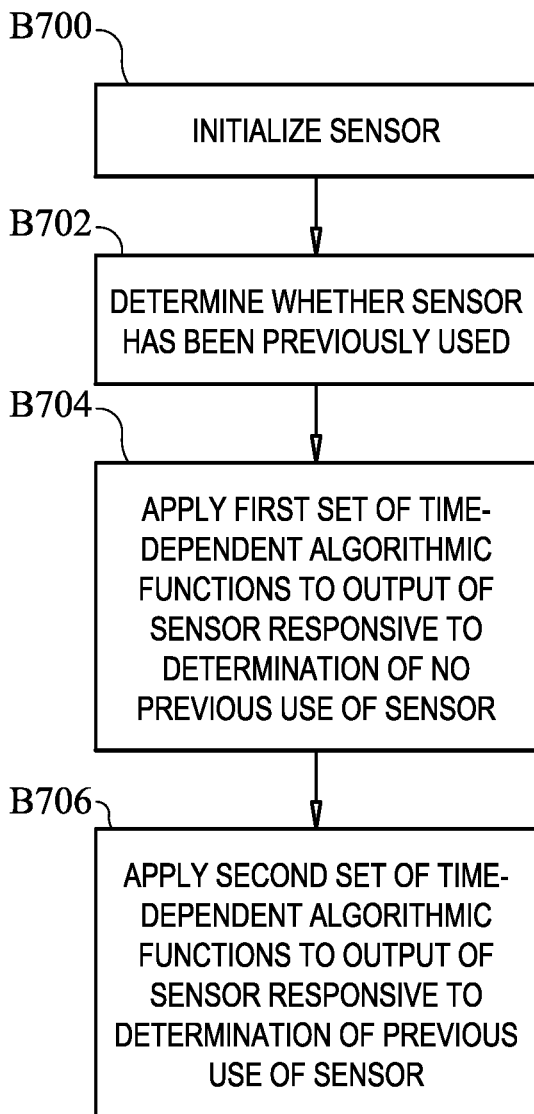 B700
INITIALIZE SENSOR
B702
DETERMINE WHETHER SENSOR
HAS BEEN PREVIOUSLY USED
B704
APPLY FIRST SET OF TIME-
DEPENDENT ALGORITHMIC
FUNCTIONS TO OUTPUT OF
SENSOR RESPONSIVE TO
DETERMINATION OF NO
PREVIOUS USE OF SENSOR
B706
APPLY SECOND SET OF TIME-
DEPENDENT ALGORITHMIC
FUNCTIONS TO OUTPUT OF
SENSOR RESPONSIVE TO
DETERMINATION OF PREVIOUS
USE OF SENSOR